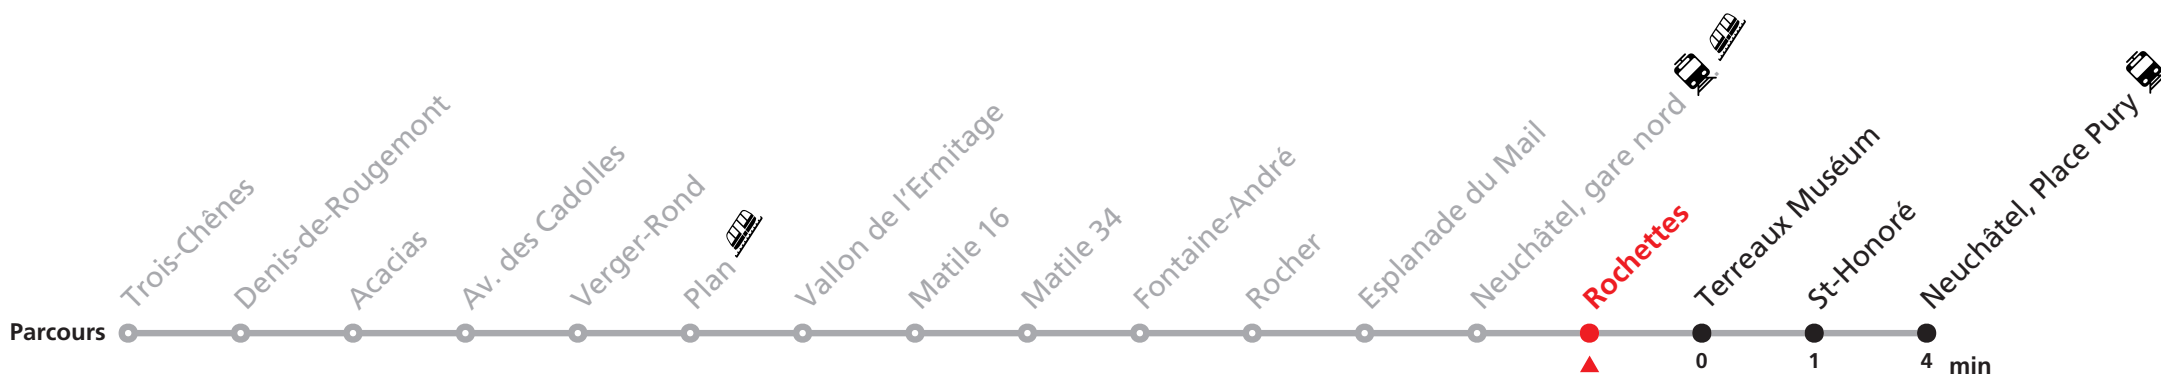 Trois-Chênes
Denis-de-Rougemont
Acacias
Av. des Cadolles
Verger-Rond
Plan
Vallon de l'Ermitage
Matile 16
Matile 34
Fontaine-André
Rocher
Esplanade du Mail
Neuchâtel, gare nord
Rochettes
Terreaux Muséum
St-Honoré
Neuchâtel, Place Pury
Parcours
0 1 4 min